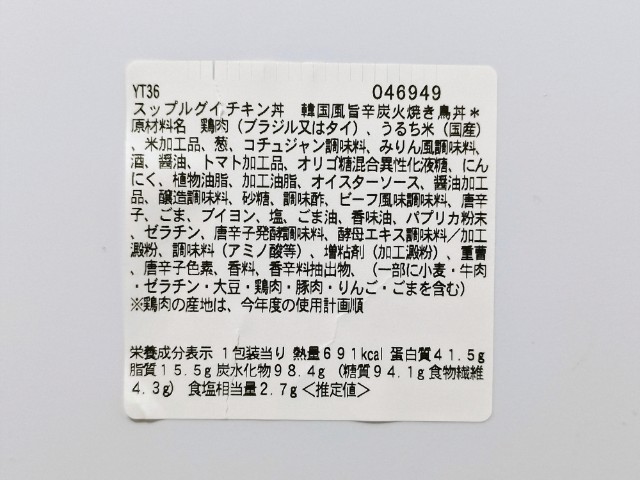 YT36 046949
スップルグイチキン丼 韓国風旨辛炭火焼き鳥丼*
原材料名 鶏肉(ブラジル又はタイ)、うるち米(国産)
、米加工品、葱、コチュジャン調味料、みりん風調味料、
酒、醤油、トマト加工品、オリゴ糖混合異性化液糖、にん
にく、植物油脂、加工油脂、オイスターソース、醤油加工
品、醸造調味料、砂糖、調味酢、ビーフ風味調味料、唐辛
子、ごま、ブイヨン、塩、ごま油、香味油、パプリカ粉末
、ゼラチン、唐辛子発酵調味料、酵母エキス調味料/加工
澱粉、調味料(アミノ酸等)、増粘剤(加工澱粉)、重曹
、唐辛子色素、香料、香辛料抽出物、(一部に小麦・牛肉
・ゼラチン・大豆・鶏肉・豚肉・りんご・ごまを含む)
※鶏肉の産地は、今年度の使用計画順
栄養成分表示 1包装当り 熱量691kcal 蛋白質41.5g
脂質15.5g 炭水化物98.4g (糖質94.1g食物繊維
4.3g) 食塩相当量2.7g<推定値>